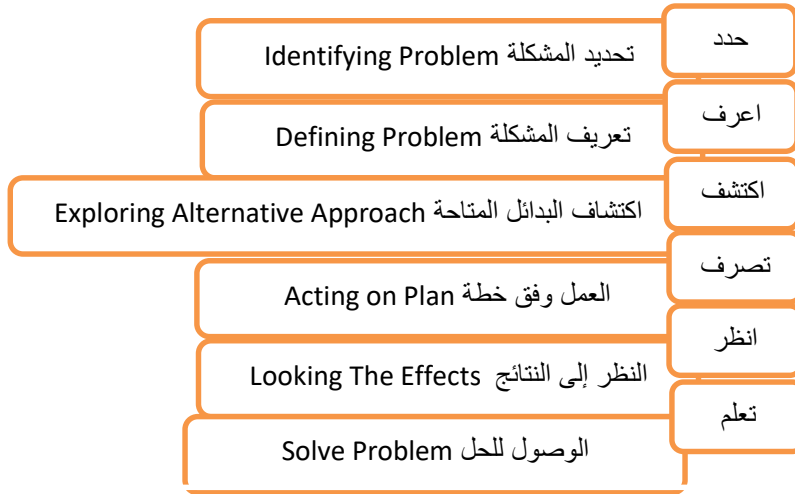 حدد
تحديد المشكلة Identifying Problem
اعرف
تعريف المشكلة Defining Problem
اكتشف
اكتشاف البدائل المتاحة Exploring Alternative Approach
تصرف
العمل وفق خطة Acting on Plan
انظر
النظر إلى النتائج Looking The Effects
تعلم
الوصول للحل Solve Problem